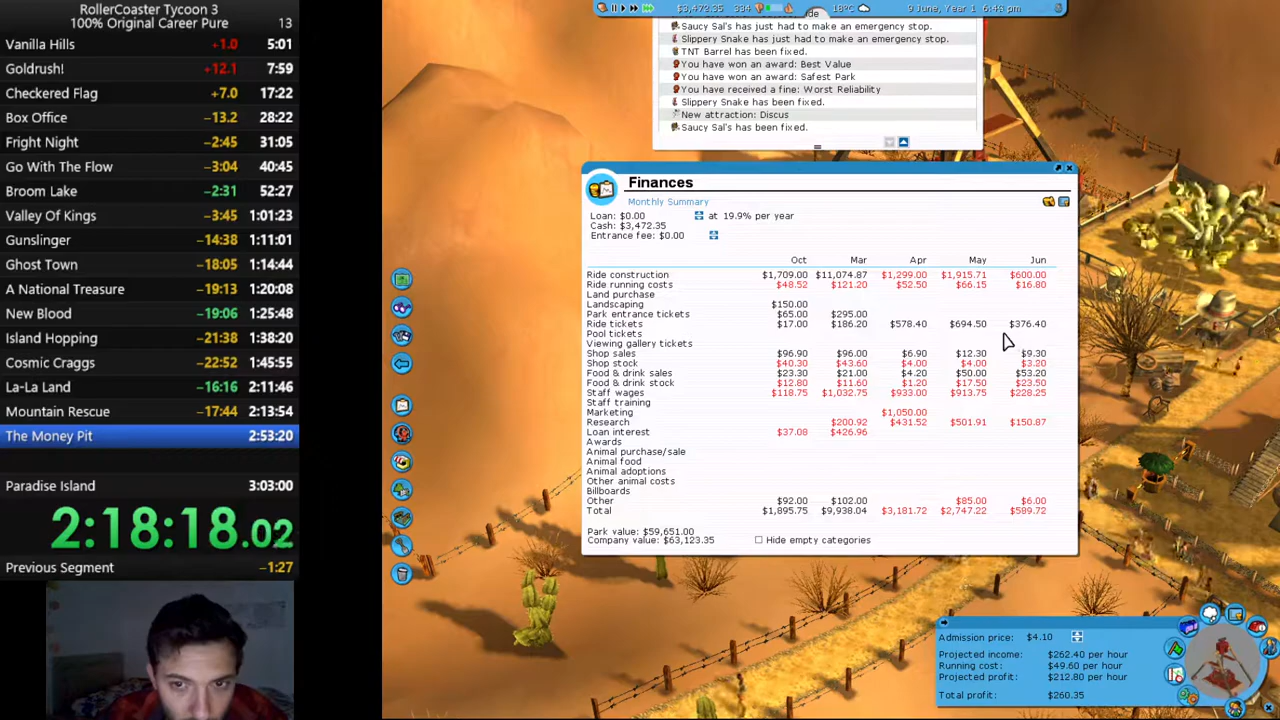 RollerCoaster Tycoon 3
100% Original Career Pure 13
Vanilla Hills +1.0 5:01
Goldrush! +12.1 7:59
Checkered Flag +7.0 17:22
Box Office −13.2 28:22
Fright Night −2:45 31:05
Go With The Flow −3:04 40:45
Broom Lake −2:31 52:27
Valley Of Kings −3:45 1:01:23
Gunslinger −14:38 1:11:01
Ghost Town −18:05 1:14:44
A National Treasure −19:13 1:20:08
New Blood −19:06 1:25:48
Island Hopping −21:38 1:38:20
Cosmic Craggs −22:52 1:45:55
La-La Land −16:16 2:11:46
Mountain Rescue −17:44 2:13:54
The Money Pit 2:53:20
Paradise Island 3:03:00
2:18:18.02
Previous Segment −1:27
$3,472.35 384 18°C 9 June, Year 1 6:43 pm
Saucy Sal's has just had to make an emergency stop.
Slippery Snake has just had to make an emergency stop.
TNT Barrel has been fixed.
You have won an award: Best Value
You have won an award: Safest Park
You have received a fine: Worst Reliability
Slippery Snake has been fixed.
New attraction: Discus
Saucy Sal's has been fixed.
Finances
Monthly Summary
Loan: $0.00 at 19.9% per year
Cash: $3,472.35
Entrance fee: $0.00
Oct Mar Apr May Jun
Ride construction $1,709.00 $11,074.87 $1,299.00 $1,915.71 $600.00
Ride running costs $48.52 $121.20 $52.50 $66.15 $16.80
Land purchase
Landscaping $150.00
Park entrance tickets $65.00 $295.00
Ride tickets $17.00 $186.20 $578.40 $694.50 $376.40
Pool tickets
Viewing gallery tickets
Shop sales $96.90 $96.00 $6.90 $12.30 $9.30
Shop stock $40.30 $43.60 $4.00 $4.00 $3.20
Food & drink sales $23.30 $21.00 $4.20 $50.00 $53.20
Food & drink stock $12.80 $11.60 $1.20 $17.50 $23.50
Staff wages $118.75 $1,032.75 $933.00 $913.75 $228.25
Staff training
Marketing $1,050.00
Research $200.92 $431.52 $501.91 $150.87
Loan interest $37.08 $426.96
Awards
Animal purchase/sale
Animal food
Animal adoptions
Other animal costs
Billboards
Other $92.00 $102.00 $85.00 $6.00
Total $1,895.75 $9,938.04 $3,181.72 $2,747.22 $589.72
Park value: $59,651.00
Company value: $63,123.35 Hide empty categories
Admission price: $4.10
Projected income: $262.40 per hour
Running cost: $49.60 per hour
Projected profit: $212.80 per hour
Total profit: $260.35